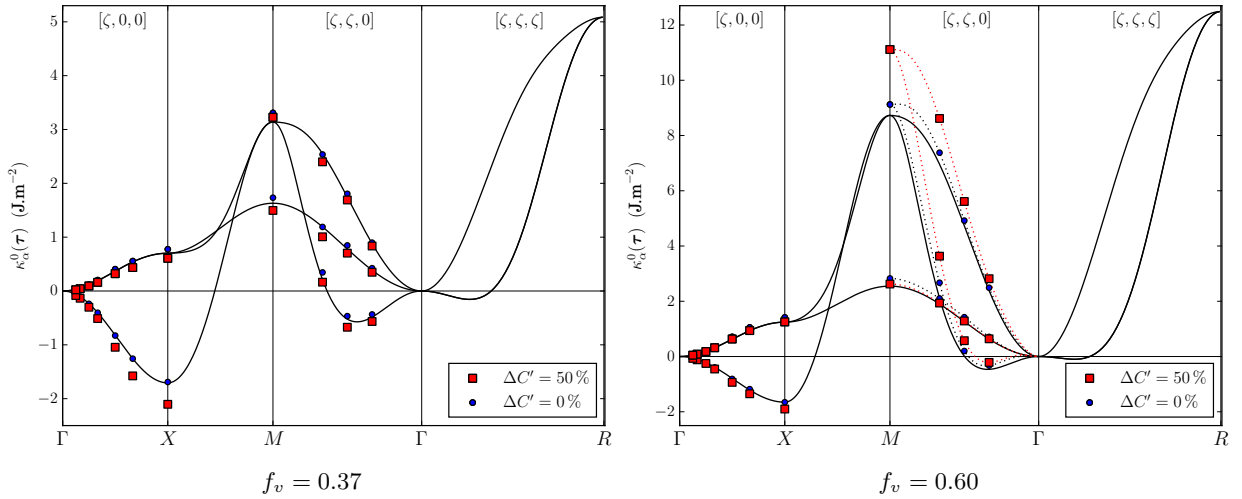 [ζ, 0, 0]
[ζ, ζ, 0]
[ζ, ζ, ζ]
5
4
3
2
1
0
−1
−2
κ⁰_α(τ) (J.m⁻²)
ΔC′ = 50 %
ΔC′ = 0 %
Γ X M Γ R
f_v = 0.37
[ζ, 0, 0]
[ζ, ζ, 0]
[ζ, ζ, ζ]
12
10
8
6
4
2
0
−2
κ⁰_α(τ) (J.m⁻²)
ΔC′ = 50 %
ΔC′ = 0 %
Γ X M Γ R
f_v = 0.60